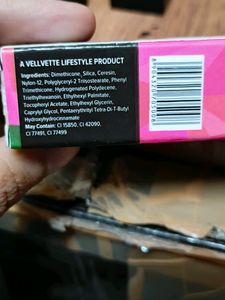 A VELLVETTE LIFESTYLE PRODUCT
Ingredients: Dimethicone, Silica, Ceresin,
Nylon-12, Polyglyceryl-2 Triisostearate, Phenyl
Trimethicone, Hydrogenated Polydecene,
Triethylhexanoin, Ethylhexyl Palmitate,
Tocopheryl Acetate, Ethylhexyl Glycerin,
Caprylyl Glycol, Pentaerythrityl Tetra-Di T-Butyl
Hydroxyhydrocinnamate
May Contain: CI 15850, CI 42090,
CI 77491, CI 77499